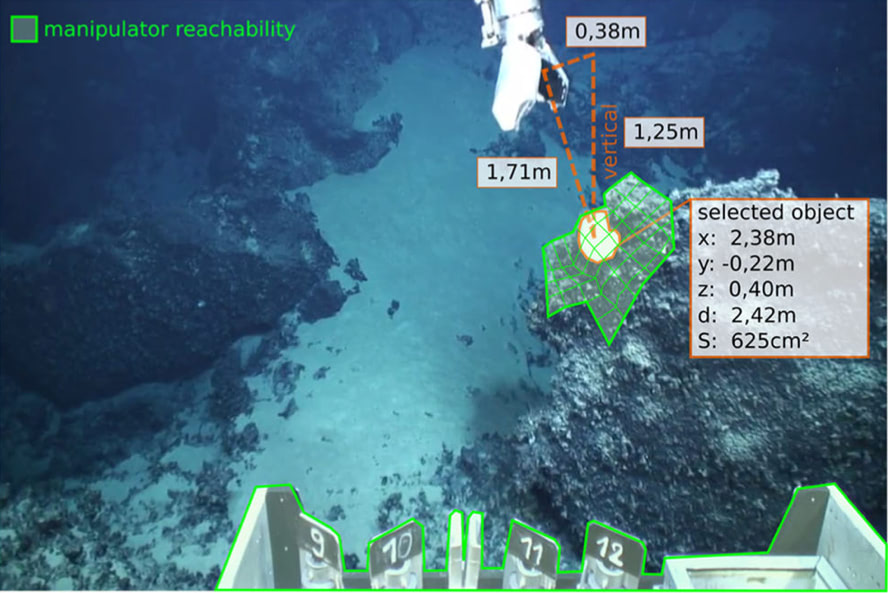 manipulator reachability
0,38m
1,25m
vertical
1,71m
selected object
x: 2,38m
y: -0,22m
z: 0,40m
d: 2,42m
S: 625cm²
9
10
11
12